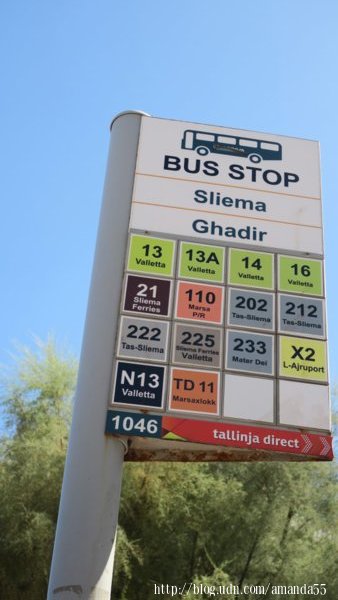 BUS STOP
Sliema
Ghadir
13
Valletta
13A
Valletta
14
Valletta
16
Valletta
21
Sliema
Ferries
110
Marsa
P/R
202
Tas-Sliema
212
Tas-Sliema
222
Tas-Sliema
225
Sliema Ferries
Valletta
233
Mater Dei
X2
L-Ajruport
N13
Valletta
TD 11
Marsaxlokk
1046
tallinja direct
http://blog.udn.com/amanda55